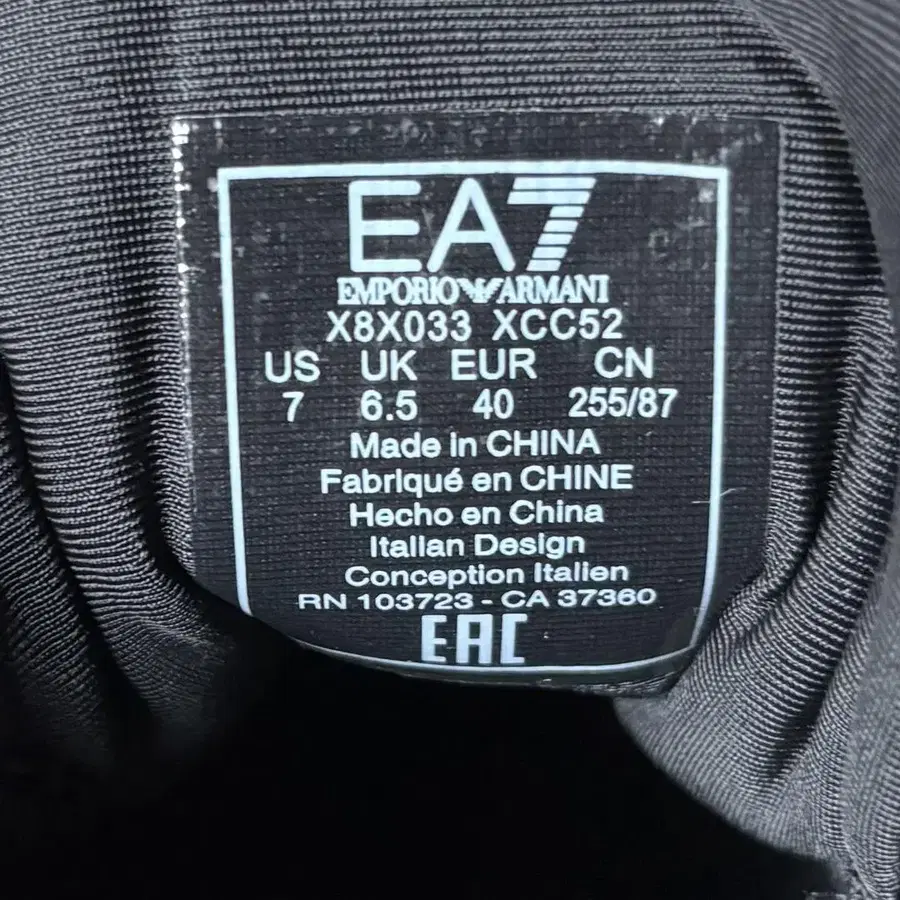 EA7
EMPORIO ARMANI
X8X033 XCC52
US UK EUR CN
7 6.5 40 255/87
Made in CHINA
Fabriqué en CHINE
Hecho en China
Italian Design
Conception Italien
RN 103723 - CA 37360
EAC